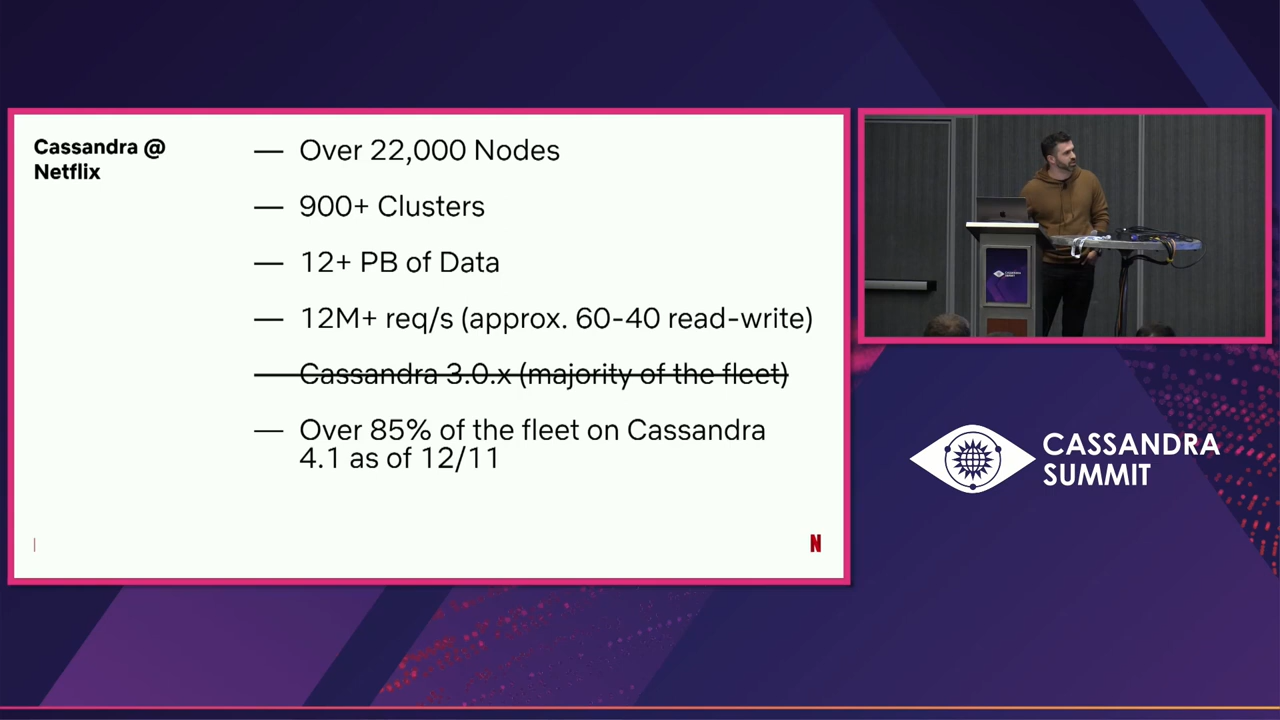 Cassandra @
Netflix
— Over 22,000 Nodes
— 900+ Clusters
— 12+ PB of Data
— 12M+ req/s (approx. 60-40 read-write)
— Cassandra 3.0.x (majority of the fleet)
— Over 85% of the fleet on Cassandra
4.1 as of 12/11
N
CASSANDRA
SUMMIT
CASSANDRA
SUMMIT